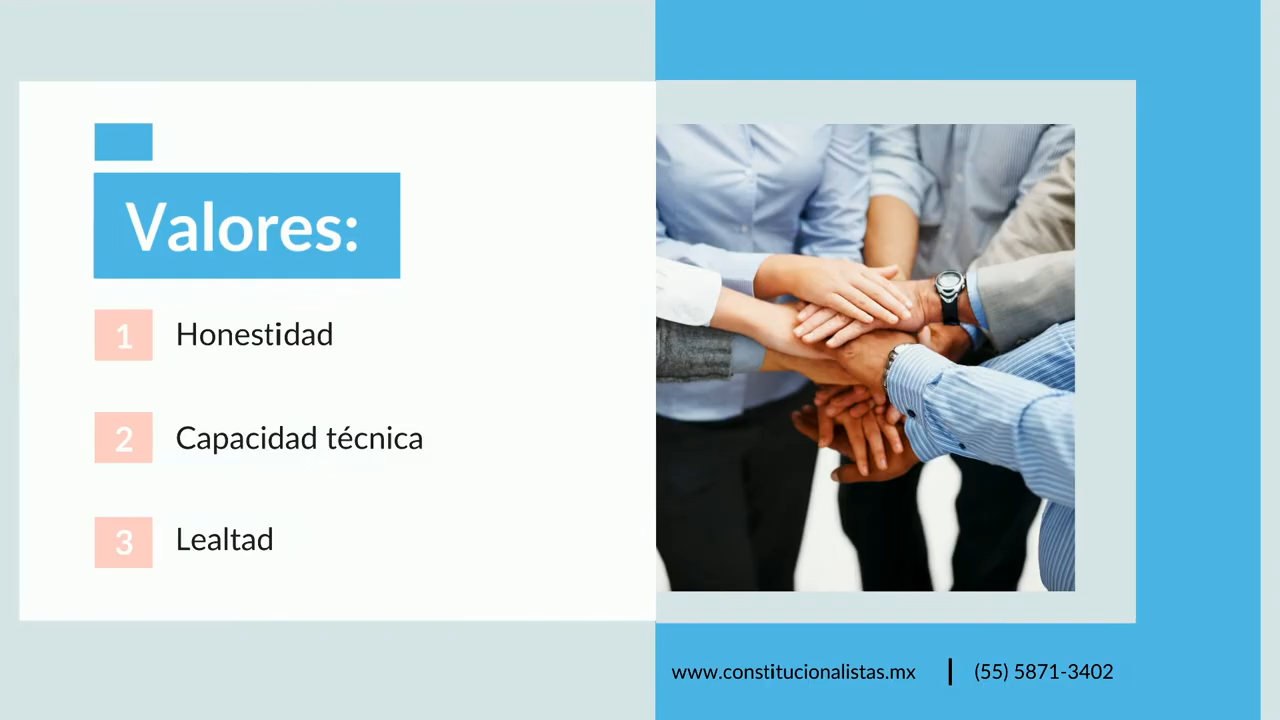 Valores:
1 Honestidad
2 Capacidad técnica
3 Lealtad
www.constitucionalistas.mx | (55) 5871-3402